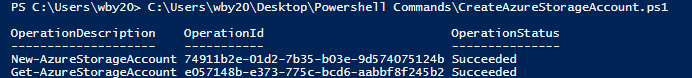 PS C:\Users\wby20> C:\Users\wby20\Desktop\Powershell Commands\CreateAzureStorageAccount.ps1
OperationDescription OperationId OperationStatus
-------------------- ----------- ---------------
New-AzureStorageAccount 74911b2e-01d2-7b35-b03e-9d574075124b Succeeded
Get-AzureStorageAccount e057148b-e373-775c-bcd6-aabbf8f245b2 Succeeded